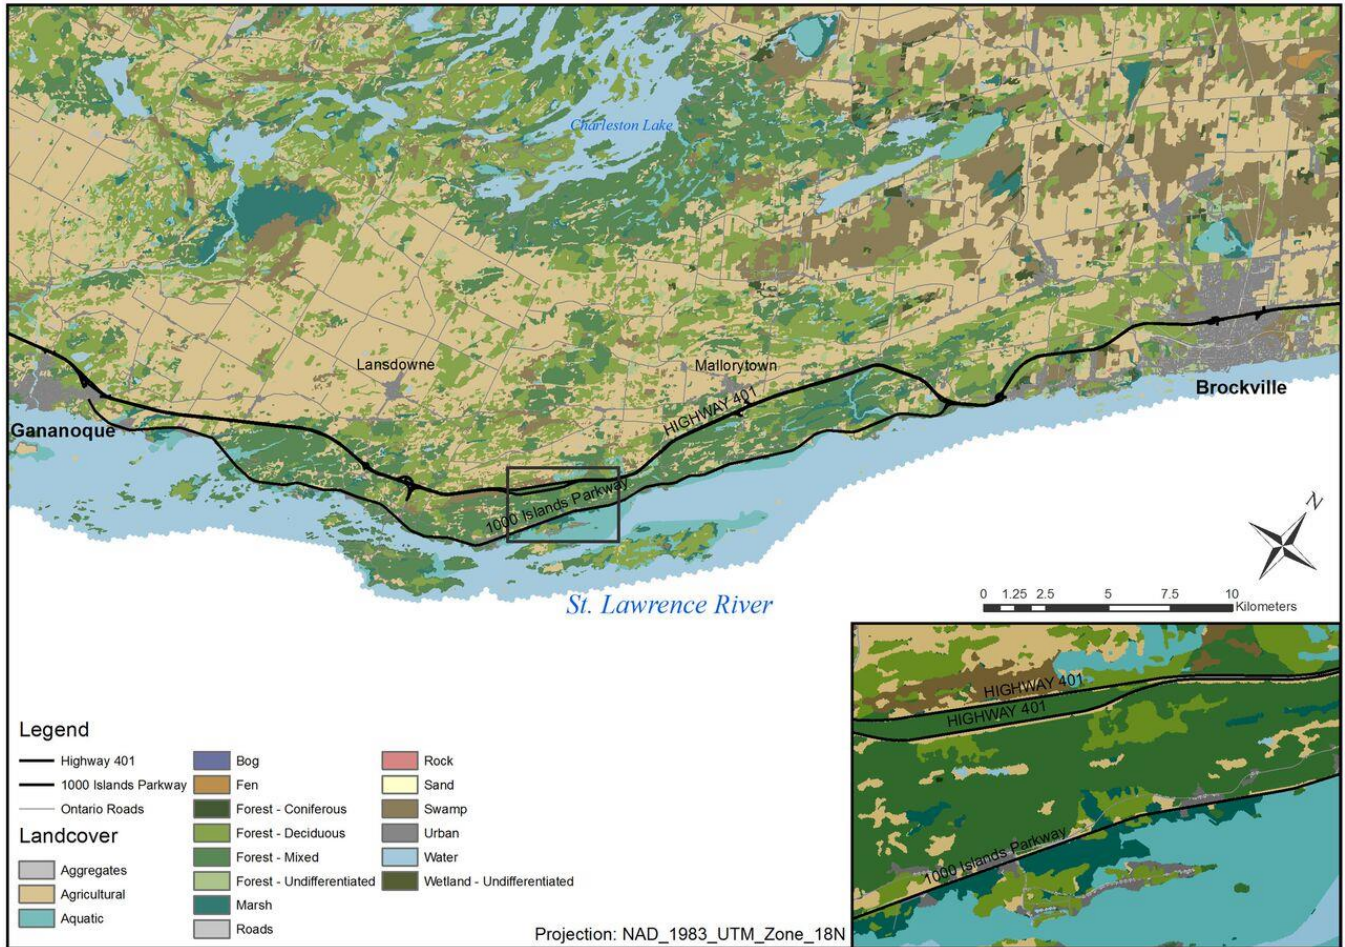 Charleston Lake
Lansdowne
Mallorytown
HIGHWAY 401
Brockville
Gananoque
1000 Islands Parkway
N
St. Lawrence River
0 1.25 2.5 5 7.5 10
Kilometers
HIGHWAY 401
HIGHWAY 401
1000 Islands Parkway
Legend
Highway 401
1000 Islands Parkway
Ontario Roads
Landcover
Aggregates
Agricultural
Aquatic
Bog
Fen
Forest - Coniferous
Forest - Deciduous
Forest - Mixed
Forest - Undifferentiated
Marsh
Roads
Rock
Sand
Swamp
Urban
Water
Wetland - Undifferentiated
Projection: NAD_1983_UTM_Zone_18N